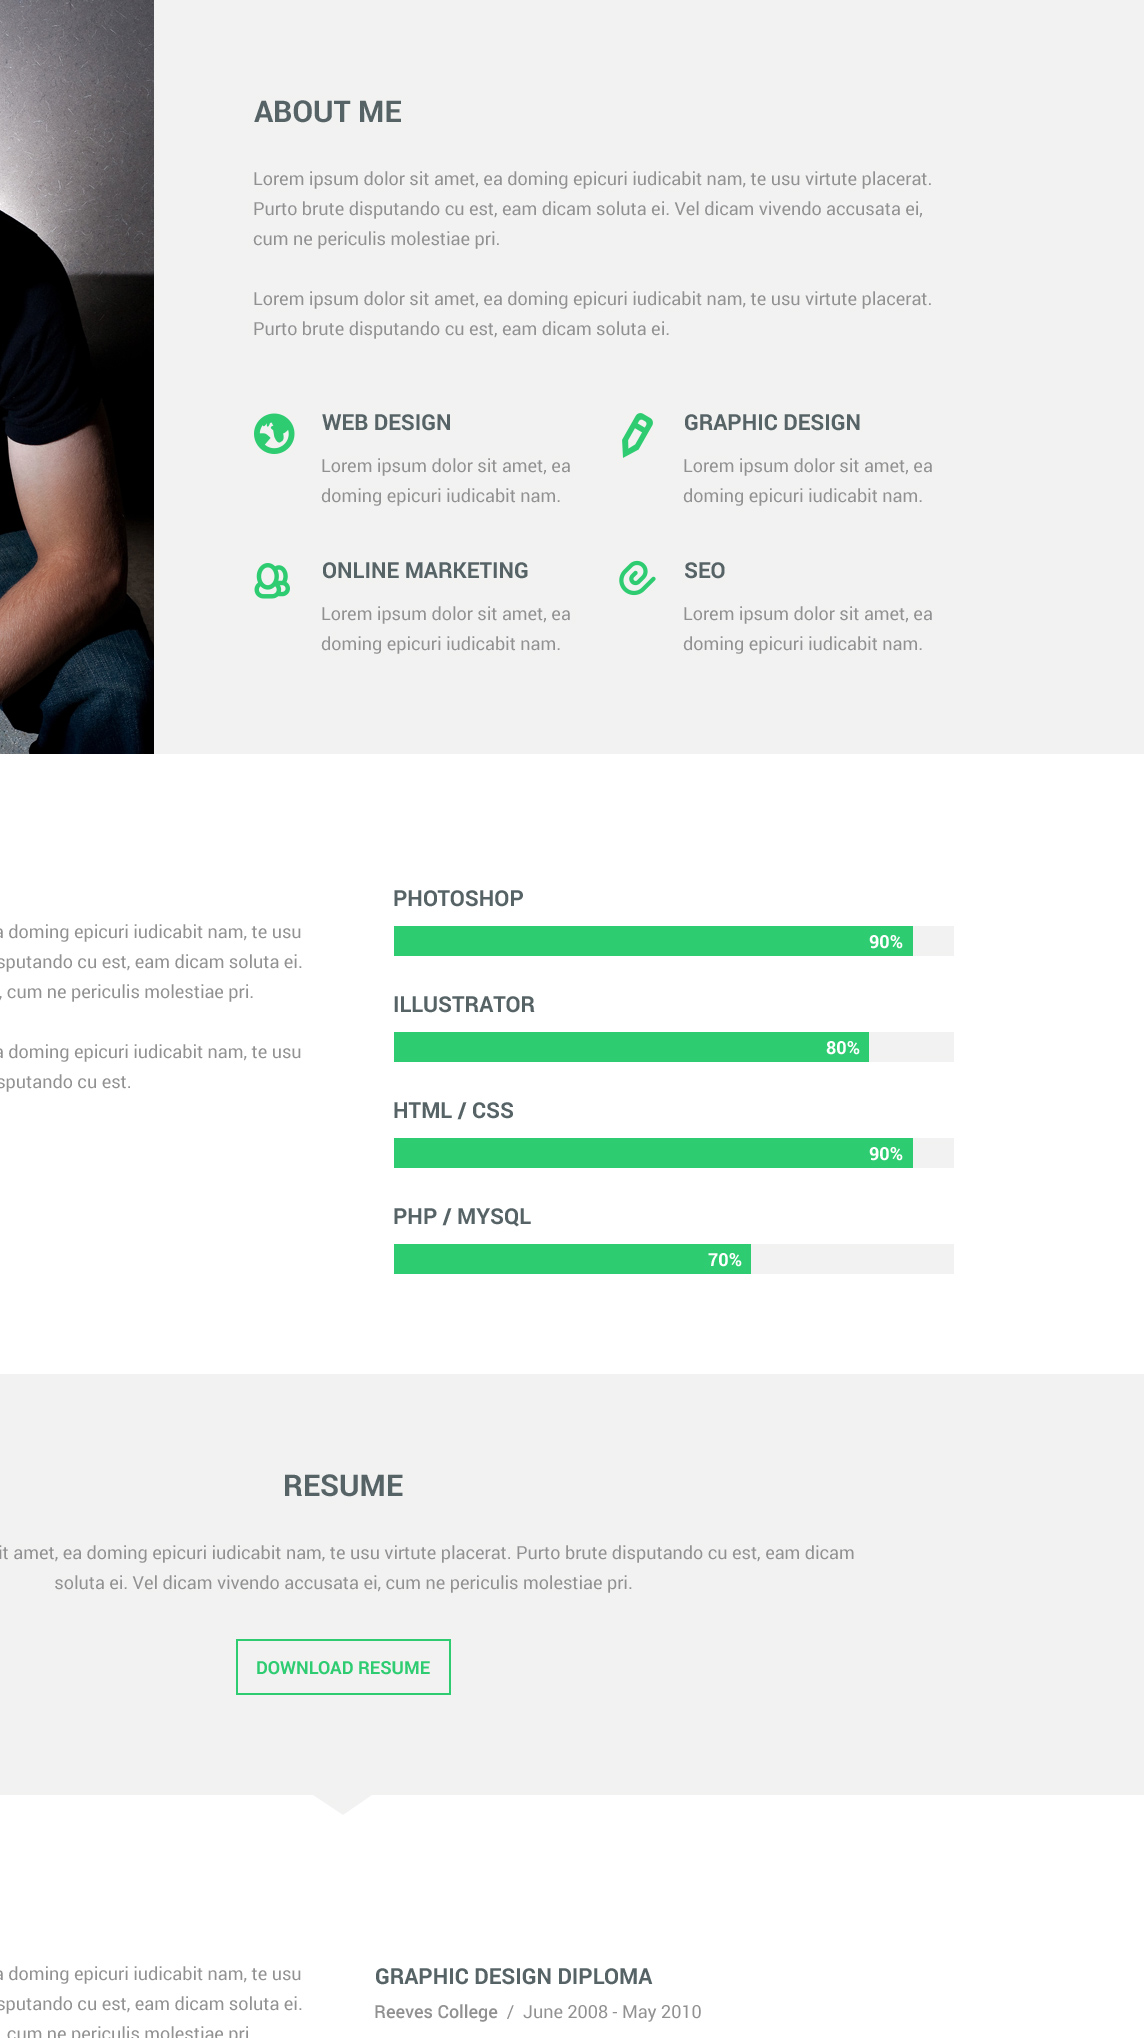 ABOUT ME
Lorem ipsum dolor sit amet, ea doming epicuri iudicabit nam, te usu virtute placerat.
Purto brute disputando cu est, eam dicam soluta ei. Vel dicam vivendo accusata ei,
cum ne periculis molestiae pri.
Lorem ipsum dolor sit amet, ea doming epicuri iudicabit nam, te usu virtute placerat.
Purto brute disputando cu est, eam dicam soluta ei.
WEB DESIGN
Lorem ipsum dolor sit amet, ea
doming epicuri iudicabit nam.
GRAPHIC DESIGN
Lorem ipsum dolor sit amet, ea
doming epicuri iudicabit nam.
ONLINE MARKETING
Lorem ipsum dolor sit amet, ea
doming epicuri iudicabit nam.
SEO
Lorem ipsum dolor sit amet, ea
doming epicuri iudicabit nam.
a doming epicuri iudicabit nam, te usu
sputando cu est, eam dicam soluta ei.
, cum ne periculis molestiae pri.
a doming epicuri iudicabit nam, te usu
sputando cu est.
PHOTOSHOP
90%
ILLUSTRATOR
80%
HTML / CSS
90%
PHP / MYSQL
70%
RESUME
it amet, ea doming epicuri iudicabit nam, te usu virtute placerat. Purto brute disputando cu est, eam dicam
soluta ei. Vel dicam vivendo accusata ei, cum ne periculis molestiae pri.
DOWNLOAD RESUME
a doming epicuri iudicabit nam, te usu
sputando cu est, eam dicam soluta ei.
cum ne periculis molestiae pri.
GRAPHIC DESIGN DIPLOMA
Reeves College / June 2008 - May 2010